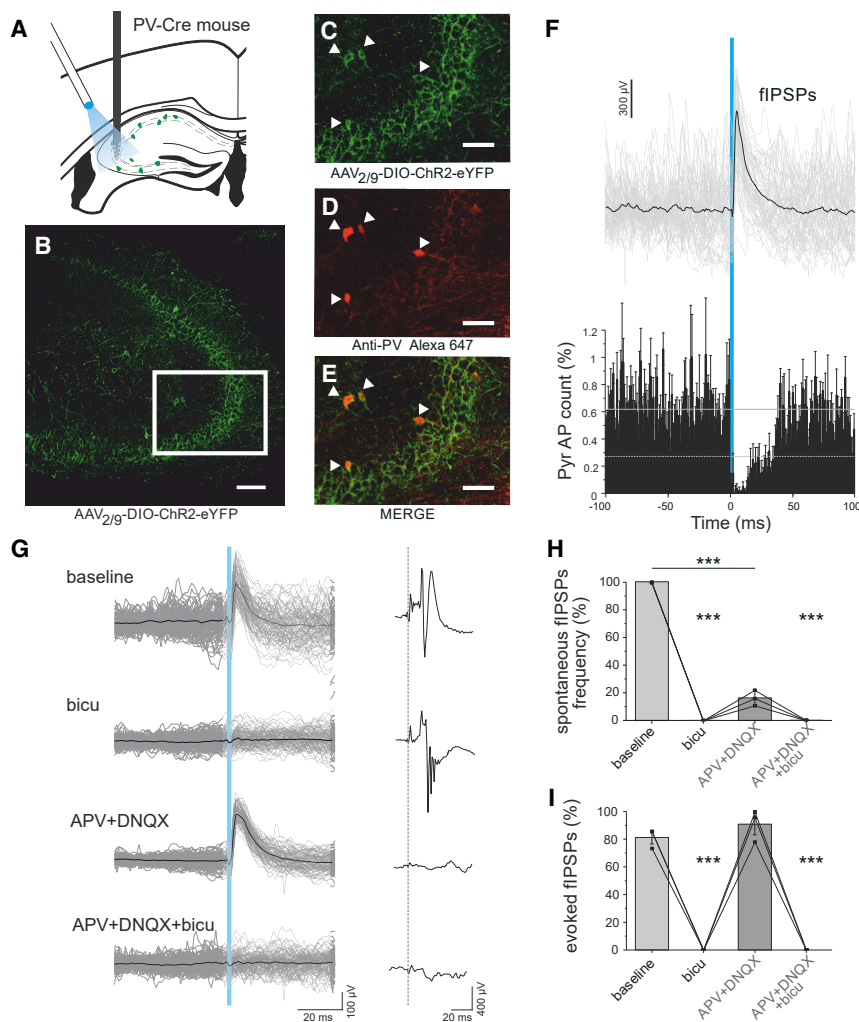 A
PV-Cre mouse
B
AAV2/9-DIO-ChR2-eYFP
C
AAV2/9-DIO-ChR2-eYFP
D
Anti-PV Alexa 647
E
MERGE
F
300 µV
fIPSPs
Pyr AP count (%)
1.2
1
0.8
0.6
0.4
0.2
0
-100
-50
0
50
100
Time (ms)
G
baseline
bicu
APV+DNQX
APV+DNQX+bicu
20 ms
100 µV
20 ms
400 µV
H
spontaneous fIPSPs
frequency (%)
100
80
60
40
20
0
***
***
***
baseline
bicu
APV+DNQX
APV+DNQX
+bicu
I
evoked fIPSPs (%)
100
80
60
40
20
0
***
***
baseline
bicu
APV+DNQX
APV+DNQX
+bicu